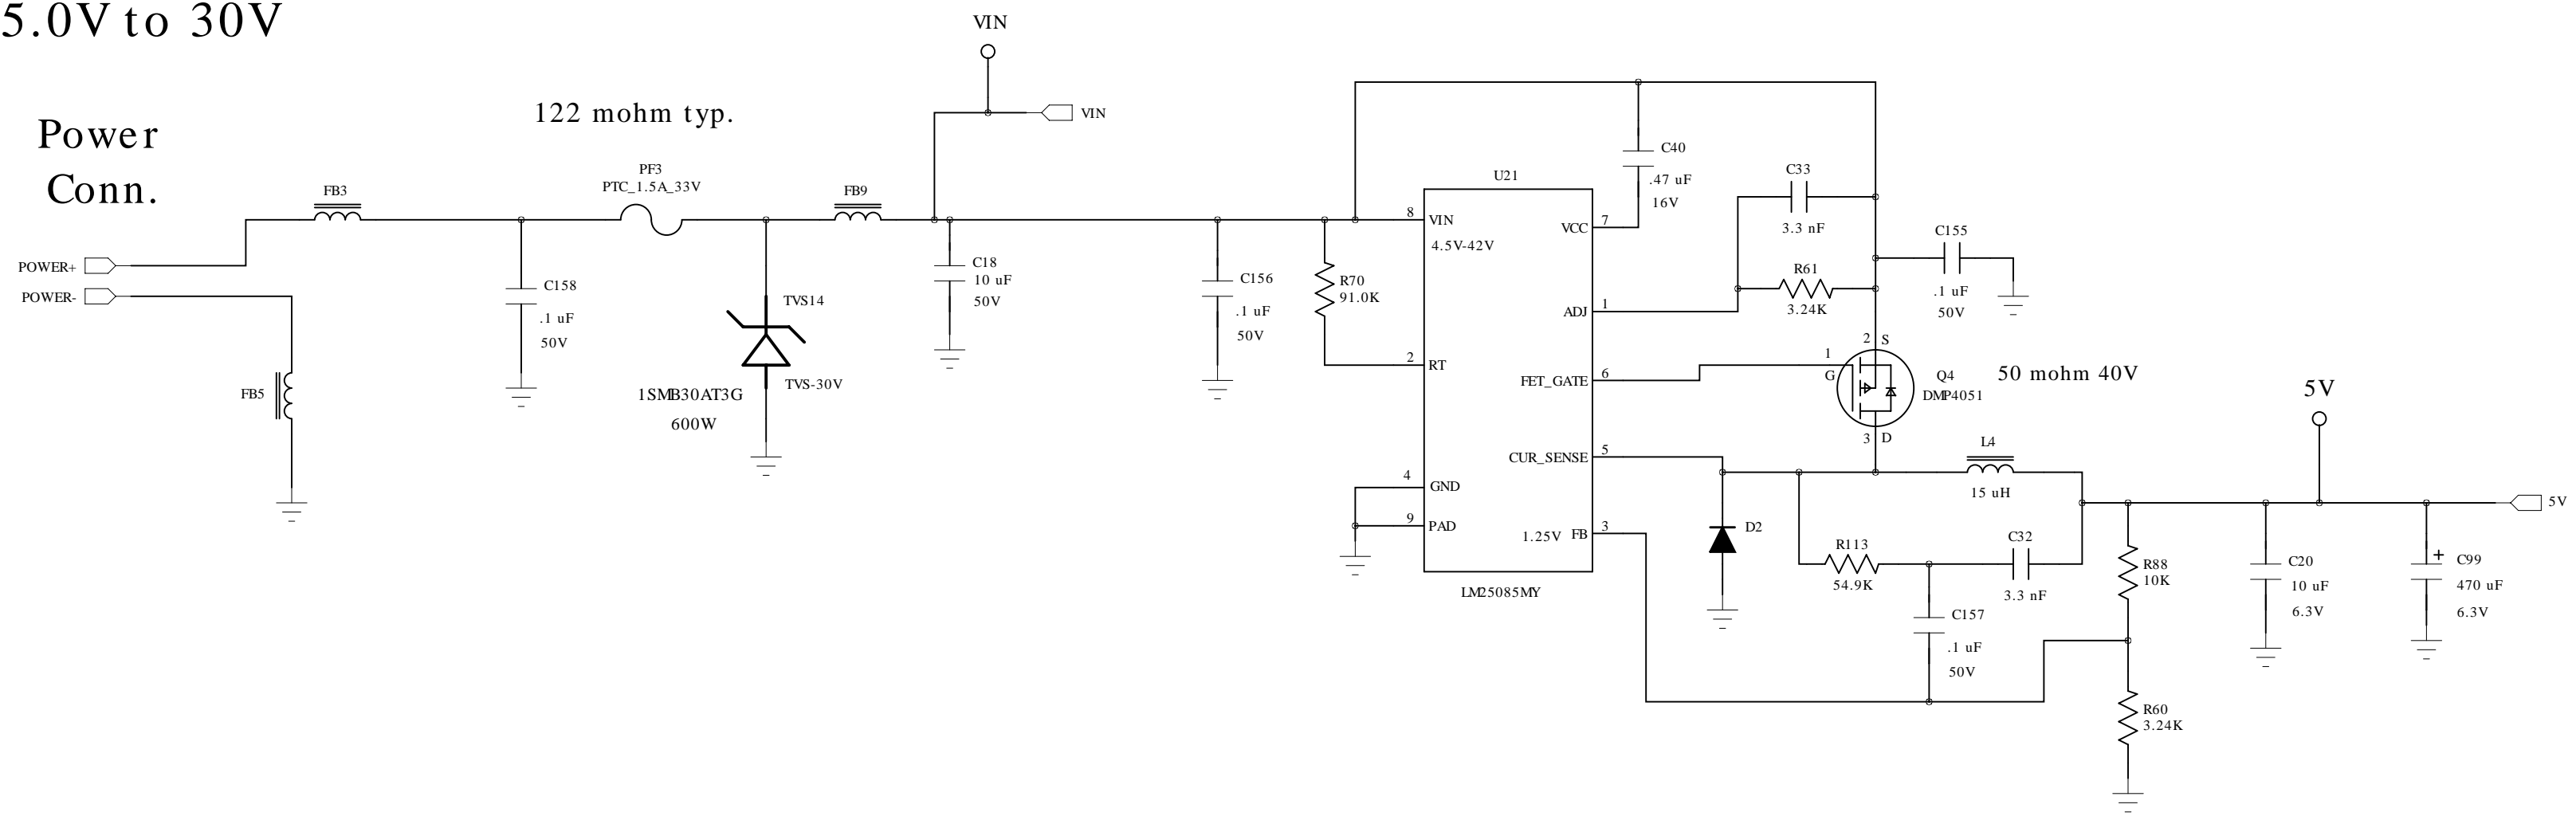 5.0V to 30V
Power
Conn.
POWER+
POWER-
FB3
FB5
C158
.1 uF
50V
122 mohm typ.
PF3
PTC_1.5A_33V
TVS14
TVS-30V
1SMB30AT3G
600W
FB9
VIN
VIN
C18
10 uF
50V
C156
.1 uF
50V
R70
91.0K
U21
8
VIN
4.5V-42V
2
RT
4
GND
9
PAD
VCC
7
ADJ
1
FET_GATE
6
CUR_SENSE
5
1.25V FB
3
LM25085MY
C40
.47 uF
16V
C33
3.3 nF
R61
3.24K
C155
.1 uF
50V
2 S
1
G
3 D
Q4
DMP4051
50 mohm 40V
L4
15 uH
D2
R113
54.9K
C32
3.3 nF
C157
.1 uF
50V
R88
10K
R60
3.24K
5V
5V
C20
10 uF
6.3V
+
C99
470 uF
6.3V